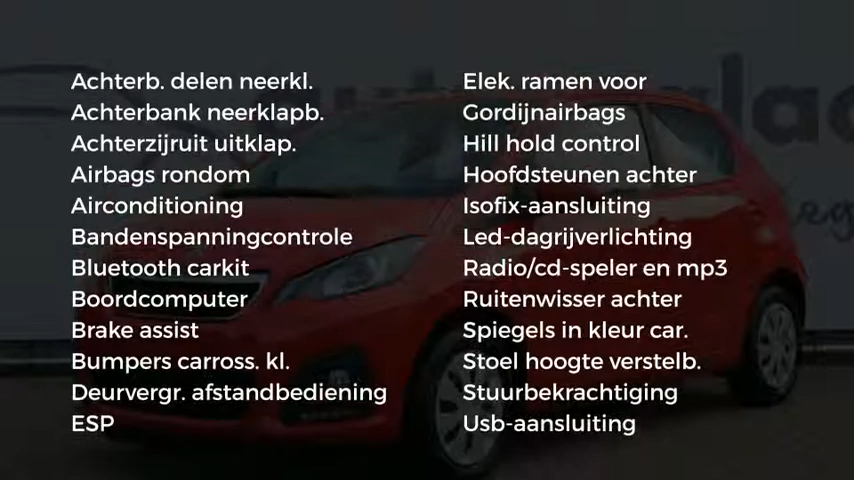 Achterb. delen neerkl.
Achterbank neerklapb.
Achterzijruit uitklap.
Airbags rondom
Airconditioning
Bandenspanningcontrole
Bluetooth carkit
Boordcomputer
Brake assist
Bumpers carross. kl.
Deurvergr. afstandbediening
ESP
Elek. ramen voor
Gordijnairbags
Hill hold control
Hoofdsteunen achter
Isofix-aansluiting
Led-dagrijverlichting
Radio/cd-speler en mp3
Ruitenwisser achter
Spiegels in kleur car.
Stoel hoogte verstelb.
Stuurbekrachtiging
Usb-aansluiting